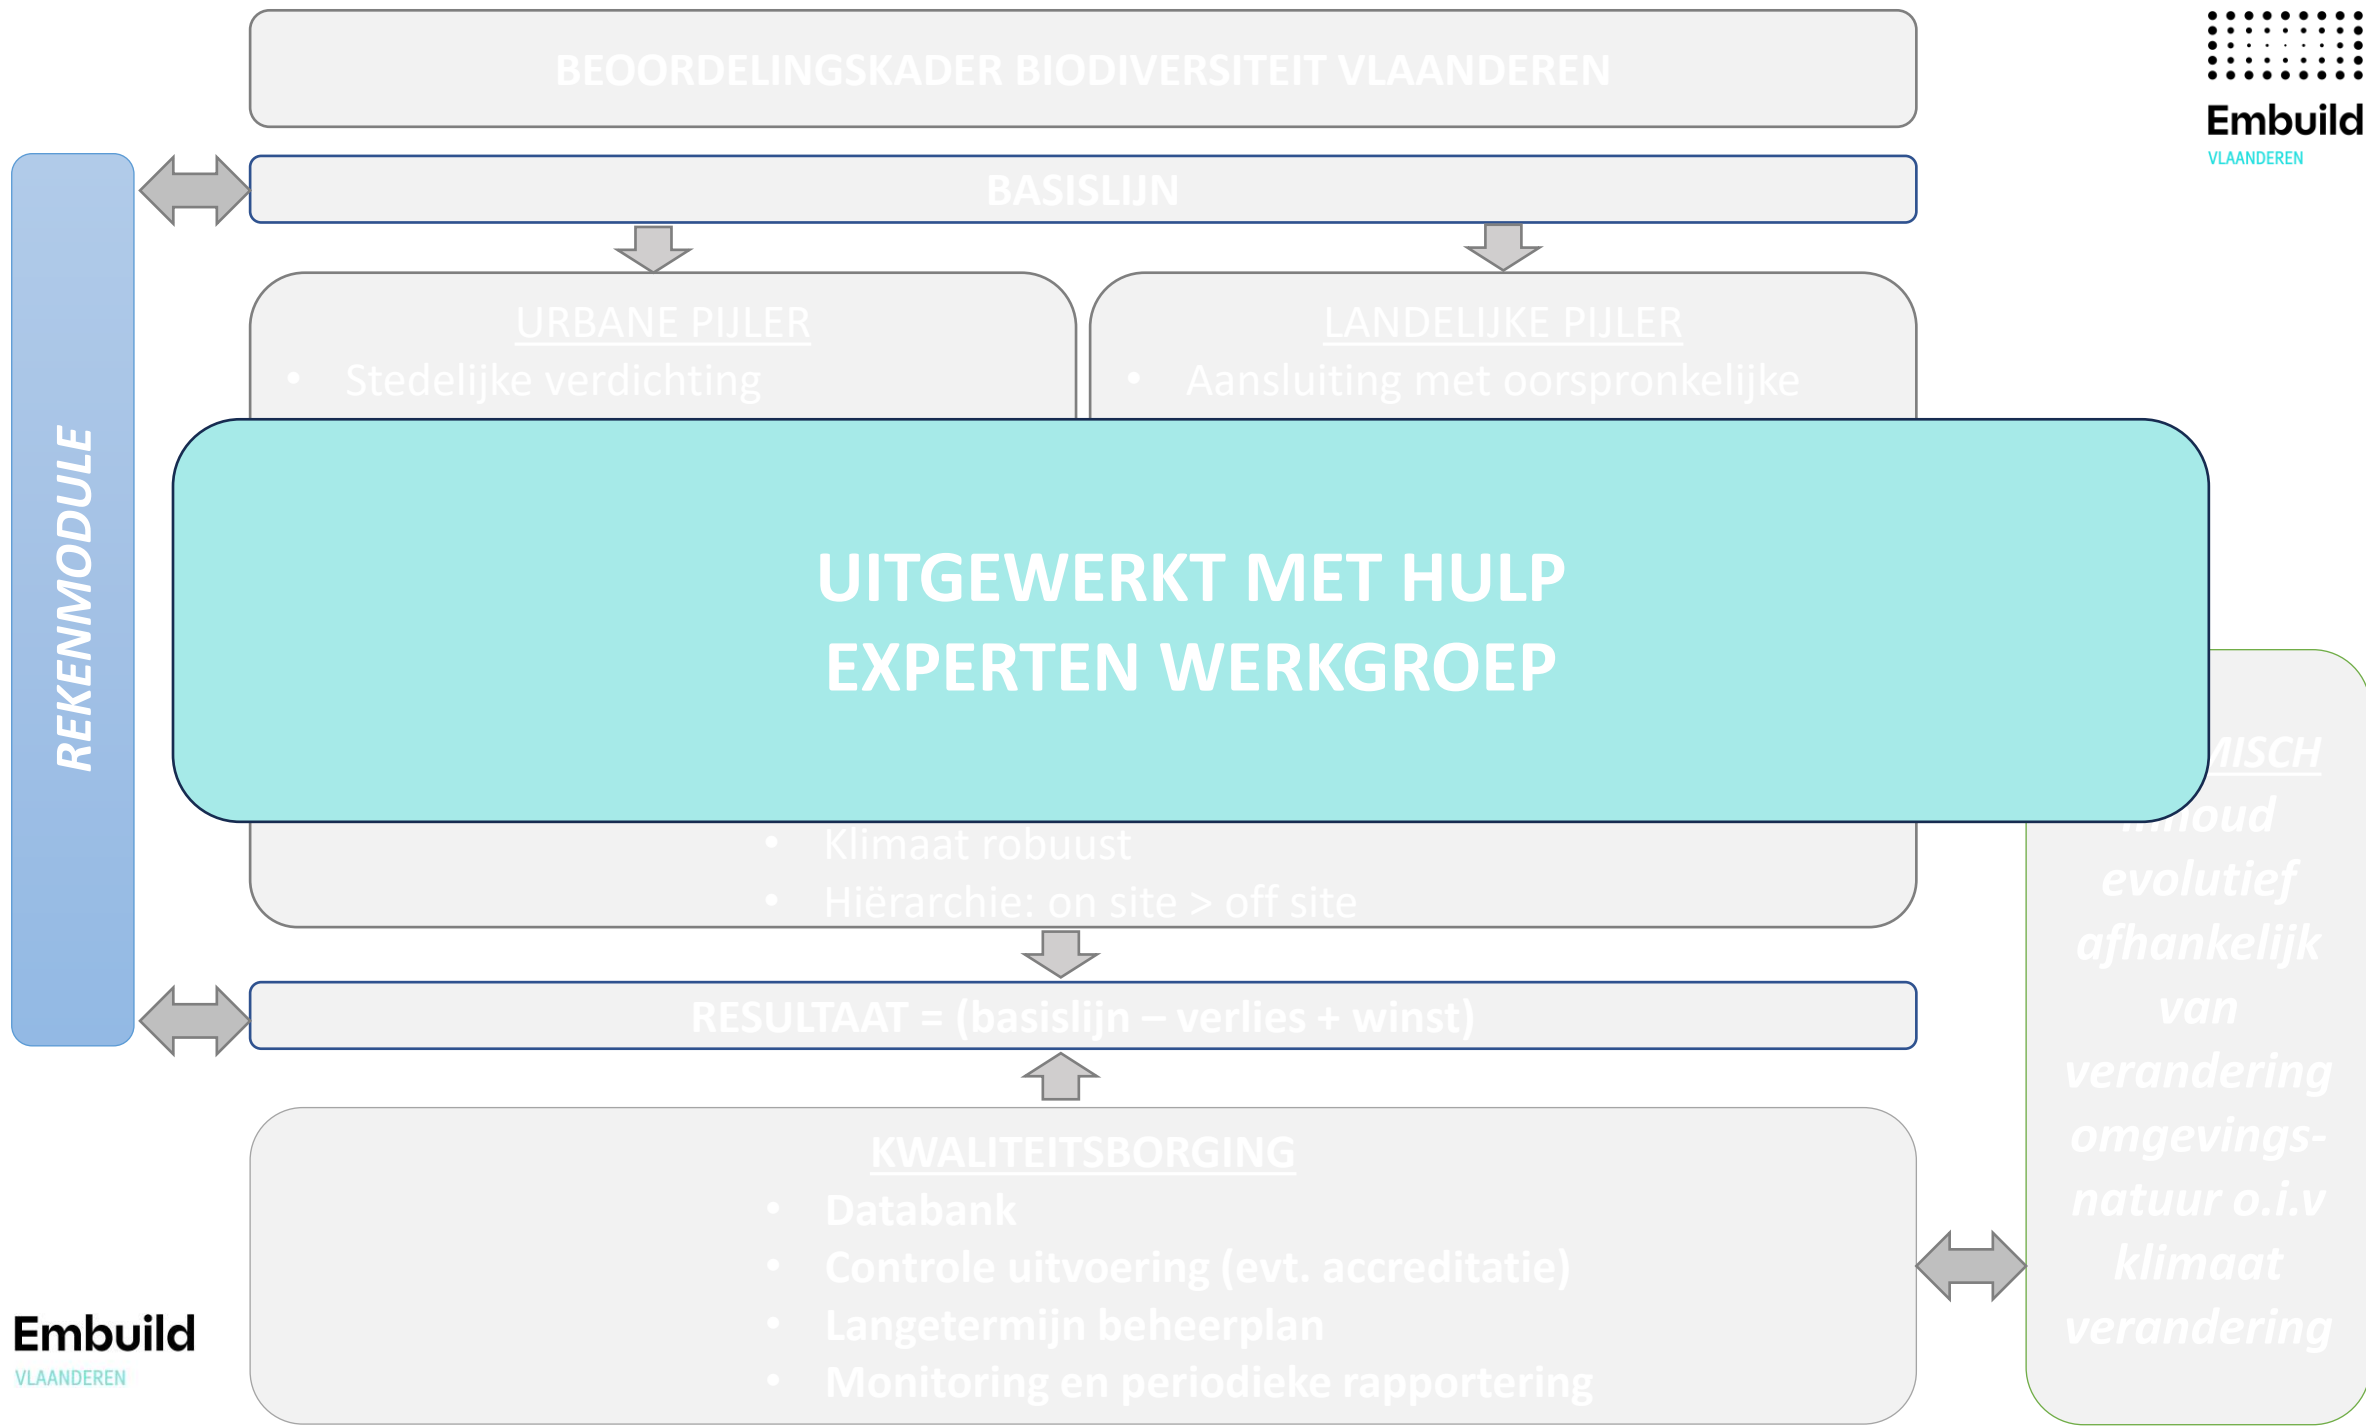 BEOORDELINGSKADER BIODIVERSITEIT VLAANDEREN
Embuild
VLAANDEREN
BASISLIJN
URBANE PIJLER
• Stedelijke verdichting
LANDELIJKE PIJLER
• Aansluiting met oorspronkelijke
REKENMODULE
UITGEWERKT MET HULP
EXPERTEN WERKGROEP
• Klimaat robuust
• Hiërarchie: on site > off site
RESULTAAT = (basislijn – verlies + winst)
KWALITEITSBORGING
• Databank
• Controle uitvoering (evt. accreditatie)
• Langetermijn beheerplan
• Monitoring en periodieke rapportering
evolutief
afhankelijk
van
verandering
omgevings-
natuur o.i.v
klimaat
verandering
Embuild
VLAANDEREN